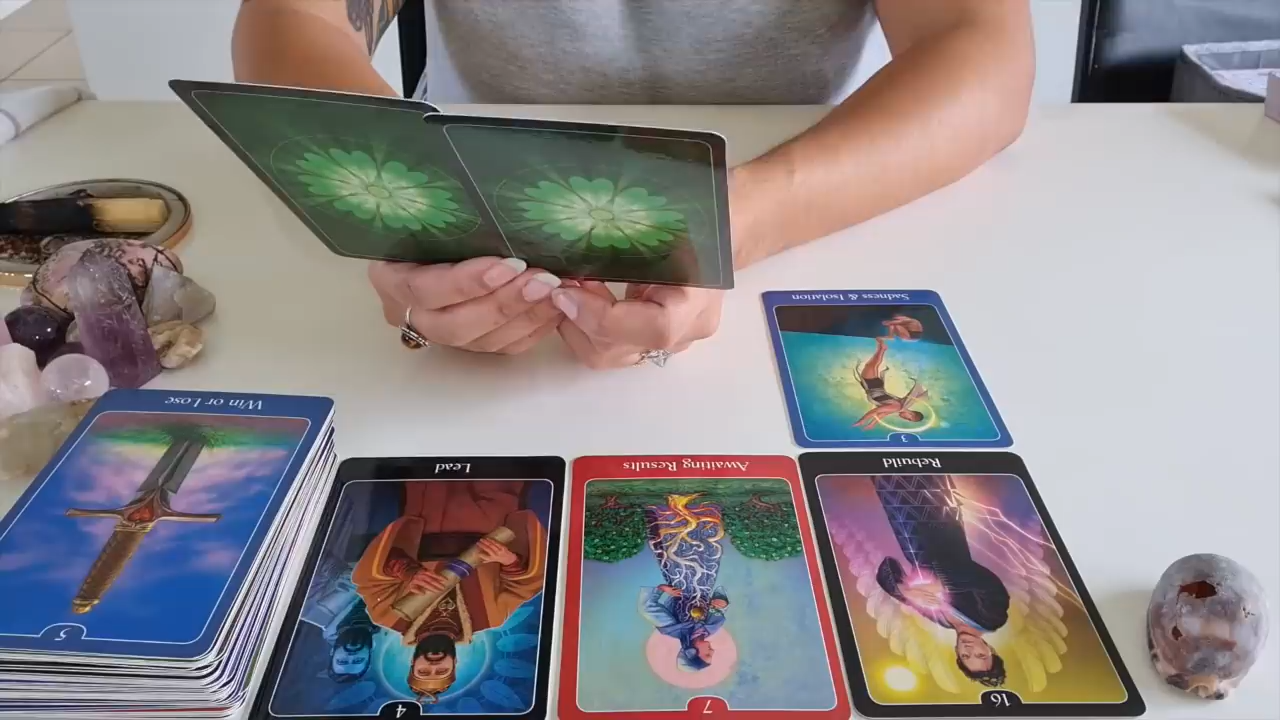 Sadness & Isolation
3
Win or Lose
5
Lead
4
Awaiting Results
7
Rebuild
16